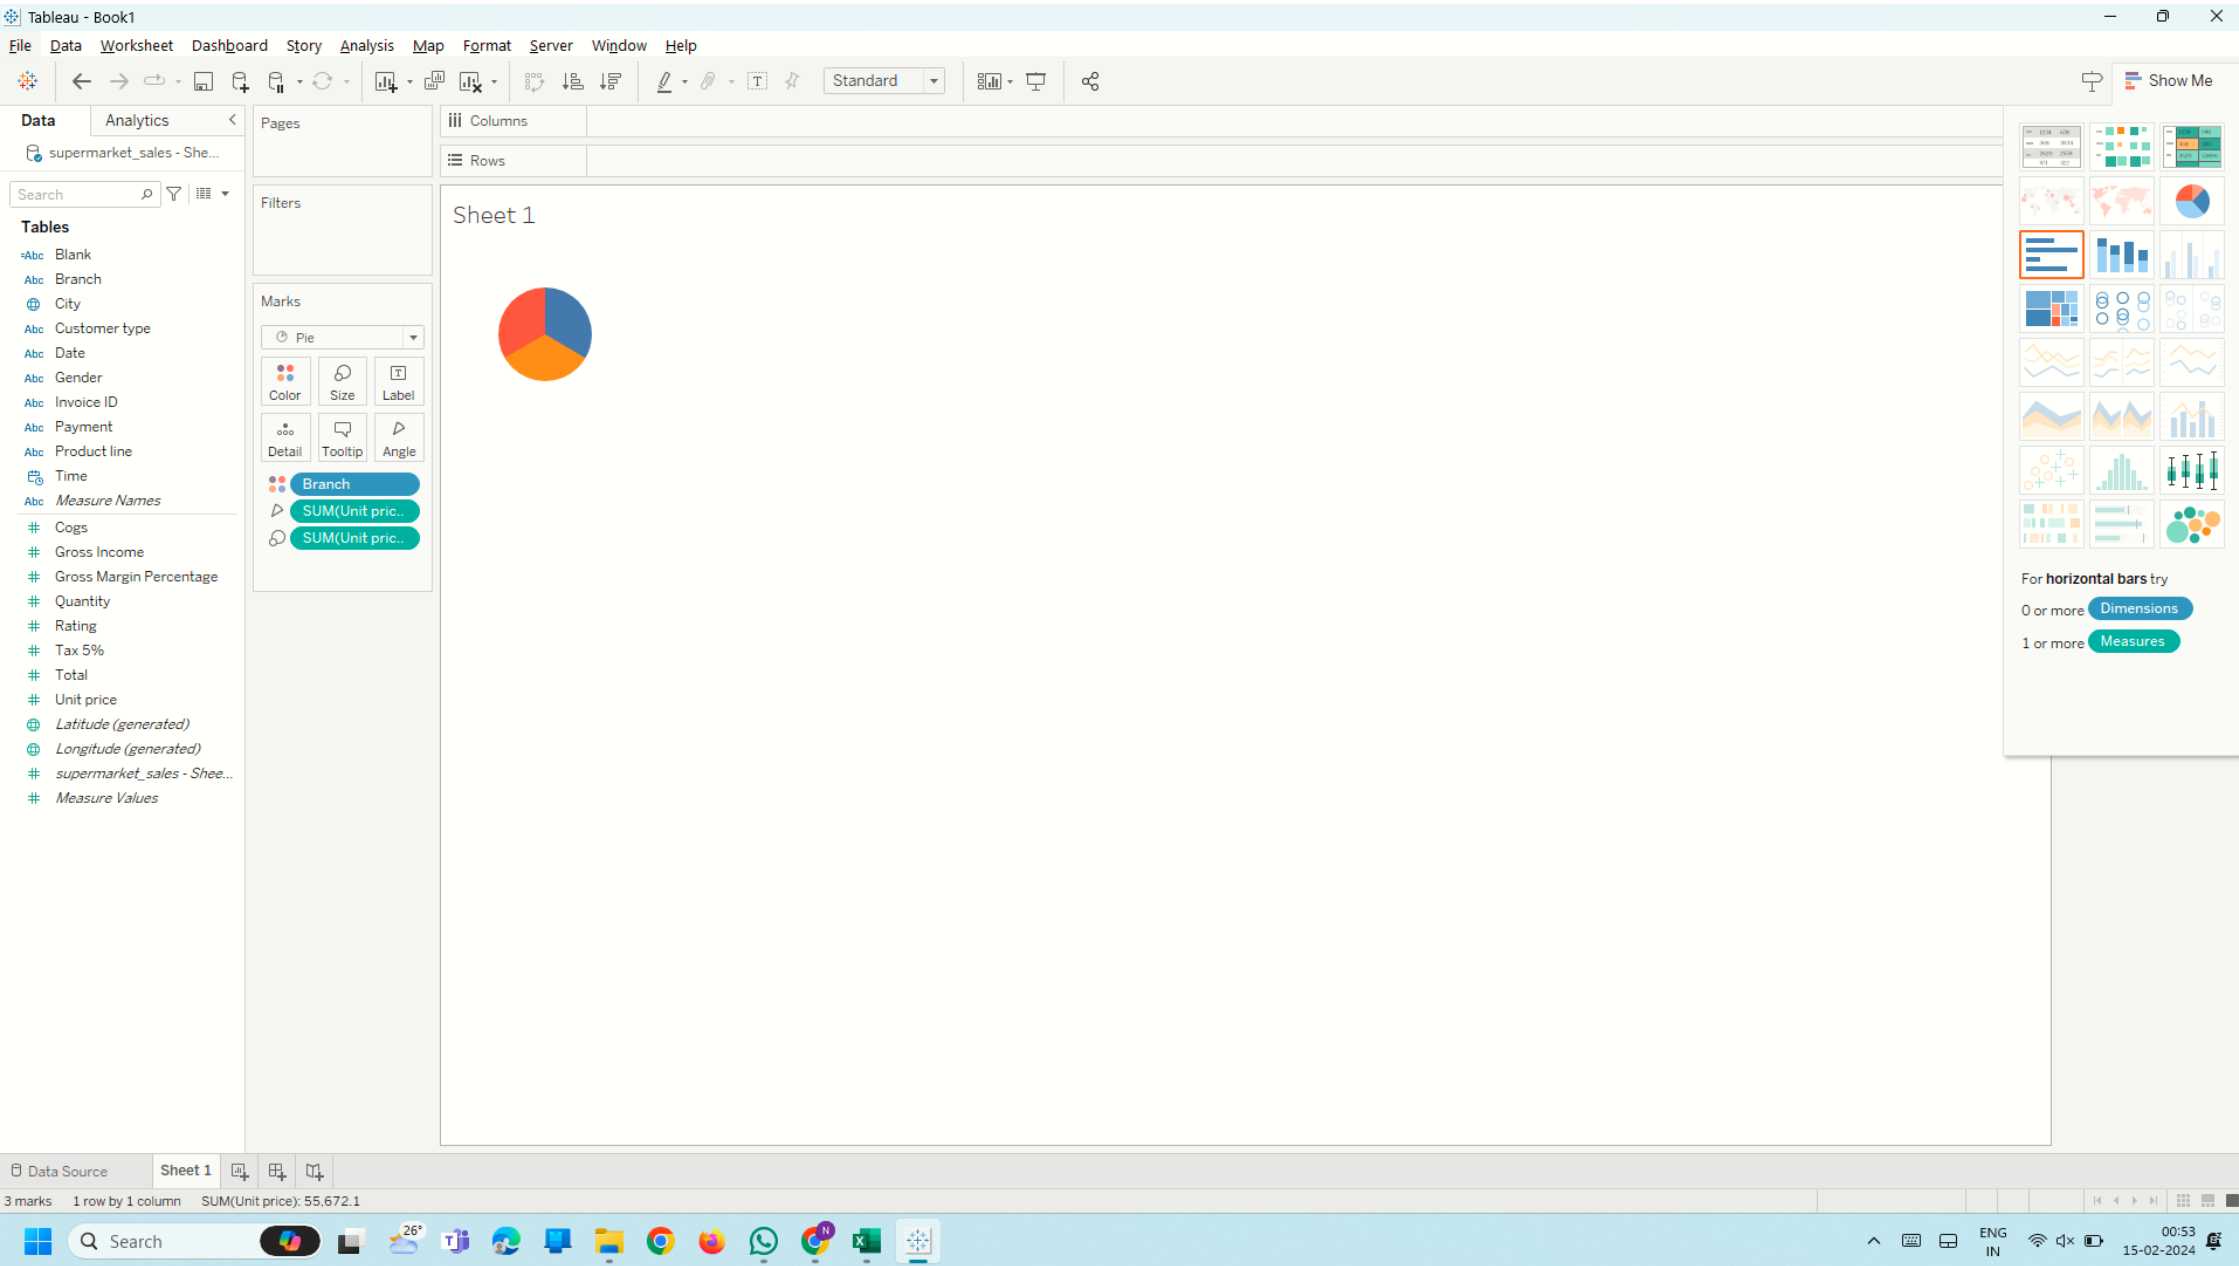 Tableau - Book1
File Data Worksheet Dashboard Story Analysis Map Format Server Window Help
Standard
Show Me
Data Analytics
supermarket_sales - She...
Search
Tables
Blank
Branch
City
Customer type
Date
Gender
Invoice ID
Payment
Product line
Time
Measure Names
Cogs
Gross Income
Gross Margin Percentage
Quantity
Rating
Tax 5%
Total
Unit price
Latitude (generated)
Longitude (generated)
supermarket_sales - Shee...
Measure Values
Pages
Filters
Marks
Pie
Color Size Label
Detail Tooltip Angle
Branch
SUM(Unit pric..
SUM(Unit pric..
Columns
Rows
Sheet 1
For horizontal bars try
0 or more Dimensions
1 or more Measures
Data Source Sheet 1
3 marks 1 row by 1 column SUM(Unit price): 55,672.1
Search
26°
ENG
IN
00:53
15-02-2024